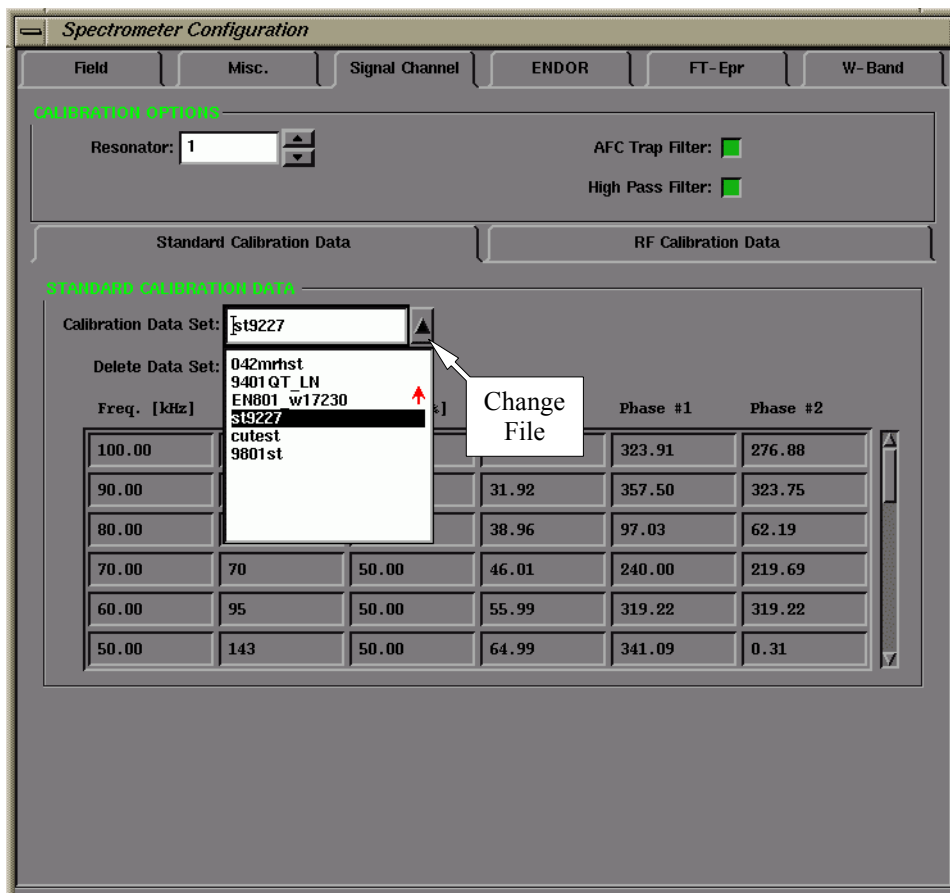 Spectrometer Configuration
Field Misc. Signal Channel ENDOR FT-Epr W-Band
CALIBRATION OPTIONS
Resonator: 1 AFC Trap Filter:
High Pass Filter:
Standard Calibration Data RF Calibration Data
STANDARD CALIBRATION DATA
Calibration Data Set: st9227
Delete Data Set:
042mrhst
9401QT_LN
EN801_w17230
st9227
cutest
9801st
Change
File
Freq. [kHz] %] Phase #1 Phase #2
100.00 323.91 276.88
90.00 31.92 357.50 323.75
80.00 38.96 97.03 62.19
70.00 70 50.00 46.01 240.00 219.69
60.00 95 50.00 55.99 319.22 319.22
50.00 143 50.00 64.99 341.09 0.31